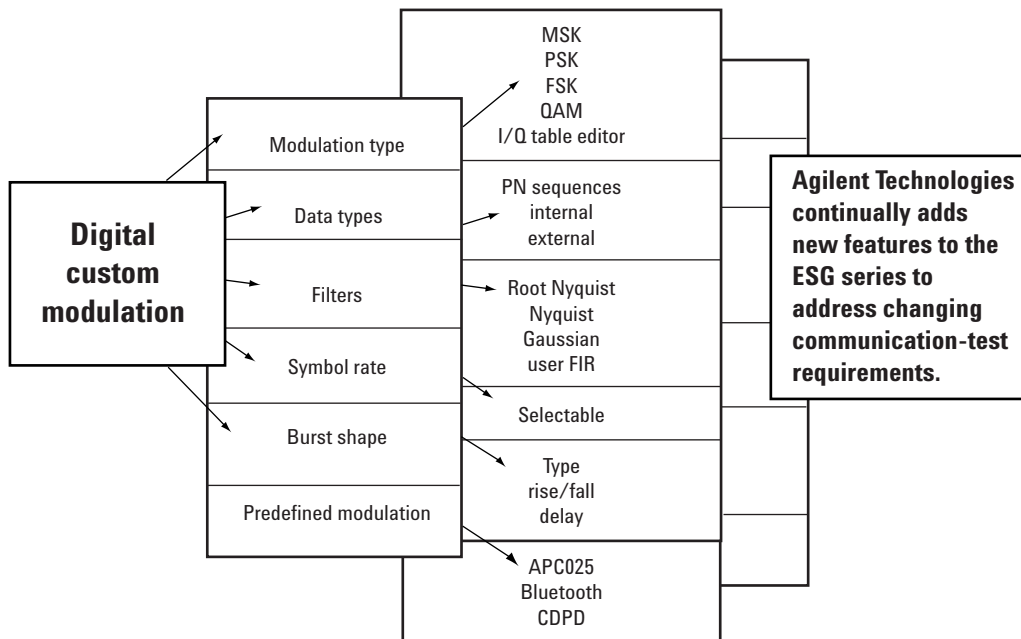 Digital
custom
modulation
Modulation type
Data types
Filters
Symbol rate
Burst shape
Predefined modulation
MSK
PSK
FSK
QAM
I/Q table editor
PN sequences
internal
external
Root Nyquist
Nyquist
Gaussian
user FIR
Selectable
Type
rise/fall
delay
APC025
Bluetooth
CDPD
Agilent Technologies
continually adds
new features to the
ESG series to
address changing
communication-test
requirements.